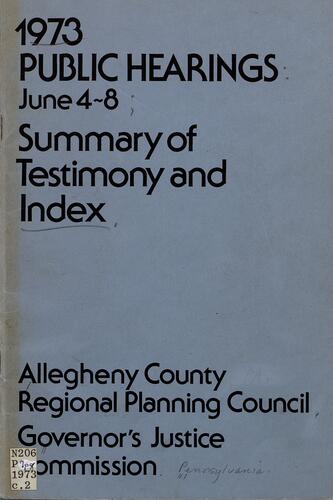 1973
PUBLIC HEARINGS
June 4~8
Summary of
Testimony and
Index
Allegheny County
Regional Planning Council
Governor's Justice
Commission Pennsylvania
N206
1973
c.2